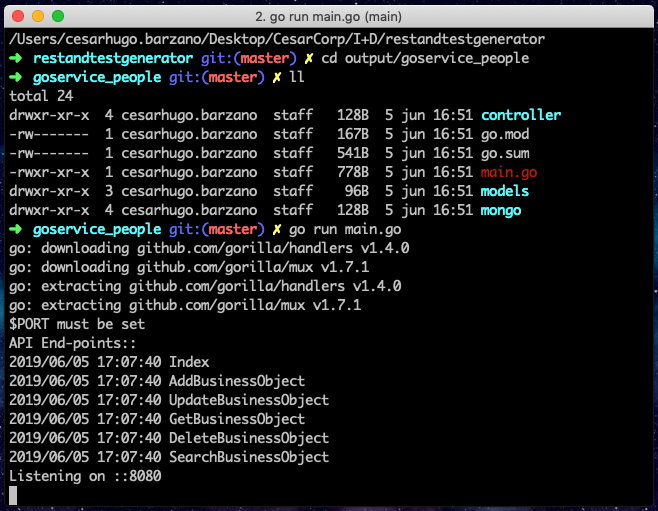 2. go run main.go (main)
/Users/cesarhugo.barzano/Desktop/CesarCorp/I+D/restandtestgenerator
➜  restandtestgenerator git:(master) ✗ cd output/goservice_people
➜  goservice_people git:(master) ✗ ll
total 24
drwxr-xr-x  4 cesarhugo.barzano  staff   128B  5 jun 16:51 controller
-rw-------  1 cesarhugo.barzano  staff   167B  5 jun 16:51 go.mod
-rw-------  1 cesarhugo.barzano  staff   541B  5 jun 16:51 go.sum
-rwxr-xr-x  1 cesarhugo.barzano  staff   778B  5 jun 16:51 main.go
drwxr-xr-x  3 cesarhugo.barzano  staff    96B  5 jun 16:51 models
drwxr-xr-x  4 cesarhugo.barzano  staff   128B  5 jun 16:51 mongo
➜  goservice_people git:(master) ✗ go run main.go
go: downloading github.com/gorilla/handlers v1.4.0
go: downloading github.com/gorilla/mux v1.7.1
go: extracting github.com/gorilla/handlers v1.4.0
go: extracting github.com/gorilla/mux v1.7.1
$PORT must be set
API End-points::
2019/06/05 17:07:40 Index
2019/06/05 17:07:40 AddBusinessObject
2019/06/05 17:07:40 UpdateBusinessObject
2019/06/05 17:07:40 GetBusinessObject
2019/06/05 17:07:40 DeleteBusinessObject
2019/06/05 17:07:40 SearchBusinessObject
Listening on ::8080